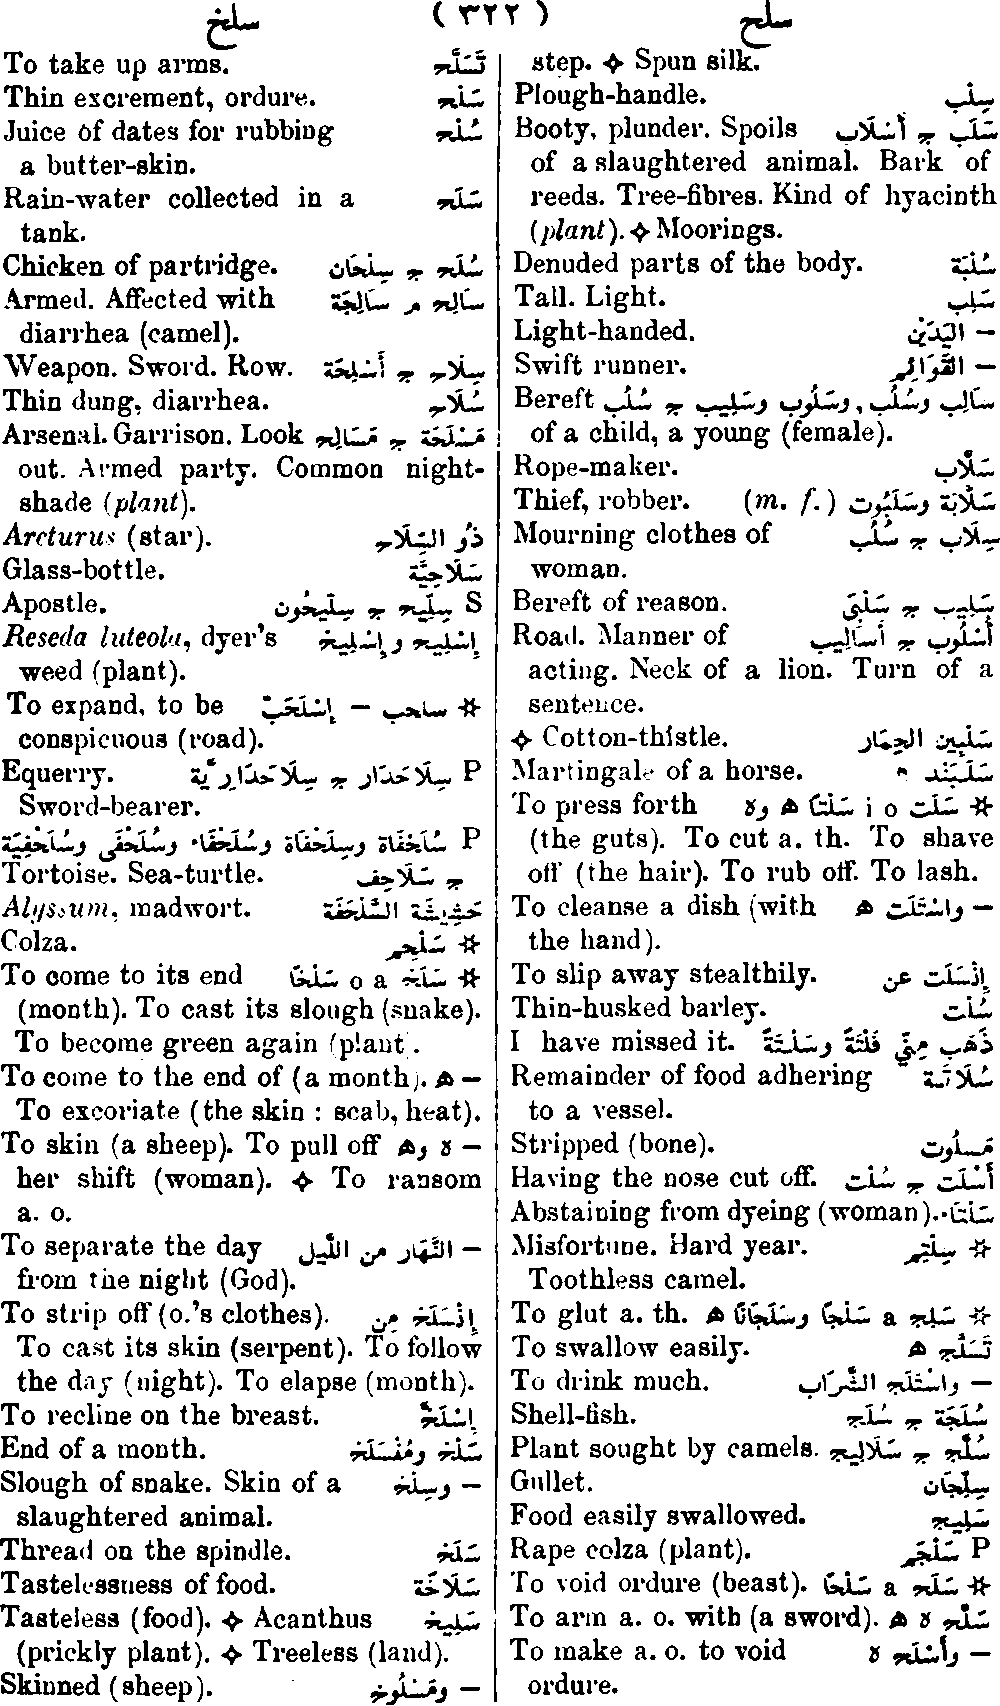 سلح ( ٣٢٢ ) سلخ
step. ✧ Spun silk.
Plough-handle. سِلْب
Booty, plunder. Spoils سَلَب ج أَسْلَاب
of a slaughtered animal. Bark of
reeds. Tree-fibres. Kind of hyacinth
(plant). ✧ Moorings.
Denuded parts of the body. سُلْبَة
Tall. Light. سَلِب
Light-handed. — اليَدَيْن
Swift runner. — القَوَائِم
Bereft سَالِب وسُلُب, وسَلُوب وسَلِيب ج سُلُب
of a child, a young (female).
Rope-maker. سَلَّاب
Thief, robber. (m. f.) سَلَّابَة وسَلَبُوت
Mourning clothes of سِلَاب ج سُلُب
woman.
Bereft of reason. سَلِيب ج سَلْبَى
Road. Manner of أُسْلُوب ج أَسَالِيب
acting. Neck of a lion. Turn of a
sentence.
✧ Cotton-thistle. سَلْبِين الحِمَار
Martingale of a horse. سَلَبَنْد
To press forth ☆ سَلَت i o سَلْتًا ه وه
(the guts). To cut a. th. To shave
off (the hair). To rub off. To lash.
To cleanse a dish (with — واسْتَلَت ه
the hand).
To slip away stealthily. إِنْسَلَت عن
Thin-husked barley. سُلْت
I have missed it. ذَهَب مِنِّي فَلْتَةً وسَلْتَةً
Remainder of food adhering سُلَاتَة
to a vessel.
Stripped (bone). مَسْلُوت
Having the nose cut off. أَسْلَت ج سُلْت
Abstaining from dyeing (woman). سَلْتَاء
Misfortune. Hard year. ☆ سِلْتِم
Toothless camel.
To glut a. th. ☆ سَلِج a سَلْجًا وسَلَجَانًا ه
To swallow easily. تَسَلَّج ه
To drink much. — واسْتَلَج الشَّرَاب
Shell-fish. سُلَجَة ج سُلَج
Plant sought by camels. سُلَّج ج سَلَالِيج
Gullet. سِلِّجَان
Food easily swallowed. سَلِيج
Rape colza (plant). P سَلْجَم
To void ordure (beast). ☆ سَلَح a سَلْحًا
To arm a. o. with (a sword). سَلَّح ه ه
To make a. o. to void — وأَسْلَح ه
ordure.
To take up arms. تَسَلَّح
Thin excrement, ordure. سَلْح
Juice of dates for rubbing سُلْح
a butter-skin.
Rain-water collected in a سَلَح
tank.
Chicken of partridge. سُلَح ج سِلْحَان
Armed. Affected with سَالِح م سَالِحَة
diarrhea (camel).
Weapon. Sword. Row. سِلَاح ج أَسْلِحَة
Thin dung, diarrhea. سُلَاح
Arsenal. Garrison. Look مَسْلَحَة ج مَسَالِح
out. Armed party. Common night-
shade (plant).
Arcturus (star). ذُو السِّلَاح
Glass-bottle. سَلَاحِيَّة
Apostle. S سِلِّيح ج سِلِّيحُون
Reseda luteola, dyer's إِسْلِيح وإِسْلِيخ
weed (plant).
To expand, to be ☆ سلحب — إِسْلَحَبّ
conspicuous (road).
Equerry. P سِلَاحْدَار ج سِلَاحْدَارِيَّة
Sword-bearer.
P سُلَحْفَاة وسِلَحْفَاة وسُلَحْفَاء وسُلَحْفَى وسُلَحْفِيَة
Tortoise. Sea-turtle. ج سَلَاحِف
Alyssum, madwort. حَشِيشَة السُّلَحْفَة
Colza. ☆ سَلْجَم
To come to its end ☆ سَلَخ o a سَلْخًا
(month). To cast its slough (snake).
To become green again (plant).
To come to the end of (a month). — ه
To excoriate (the skin : scab, heat).
To skin (a sheep). To pull off — ه وه
her shift (woman). ✧ To ransom
a. o.
To separate the day — النَّهَار من اللَّيل
from the night (God).
To strip off (o.'s clothes). إِنْسَلَخ مِن
To cast its skin (serpent). To follow
the day (night). To elapse (month).
To recline on the breast. إِسْلَخَّ
End of a month. سَلْخ ومُنْسَلَخ
Slough of snake. Skin of a — وسِلْخ
slaughtered animal.
Thread on the spindle. سَلَخ
Tastelessness of food. سَلَاخَة
Tasteless (food). ✧ Acanthus سَلِيخ
(prickly plant). ✧ Treeless (land).
Skinned (sheep). — ومَسْلُوخ